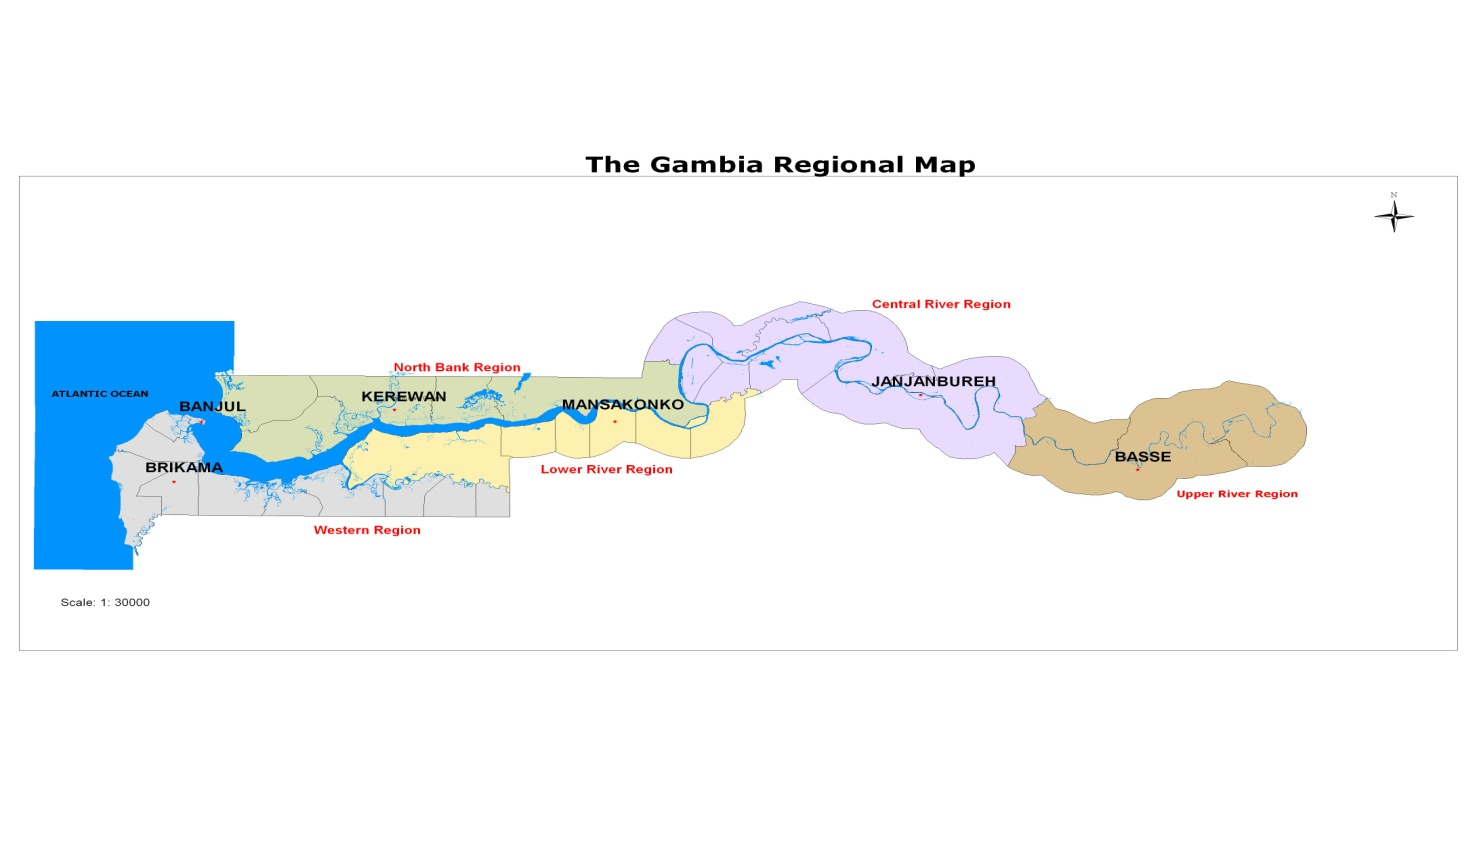 The Gambia Regional Map
N
Central River Region
North Bank Region
JANJANBUREH
ATLANTIC OCEAN
KEREWAN
MANSAKONKO
BANJUL
BASSE
BRIKAMA
Lower River Region
Upper River Region
Western Region
Scale: 1: 30000